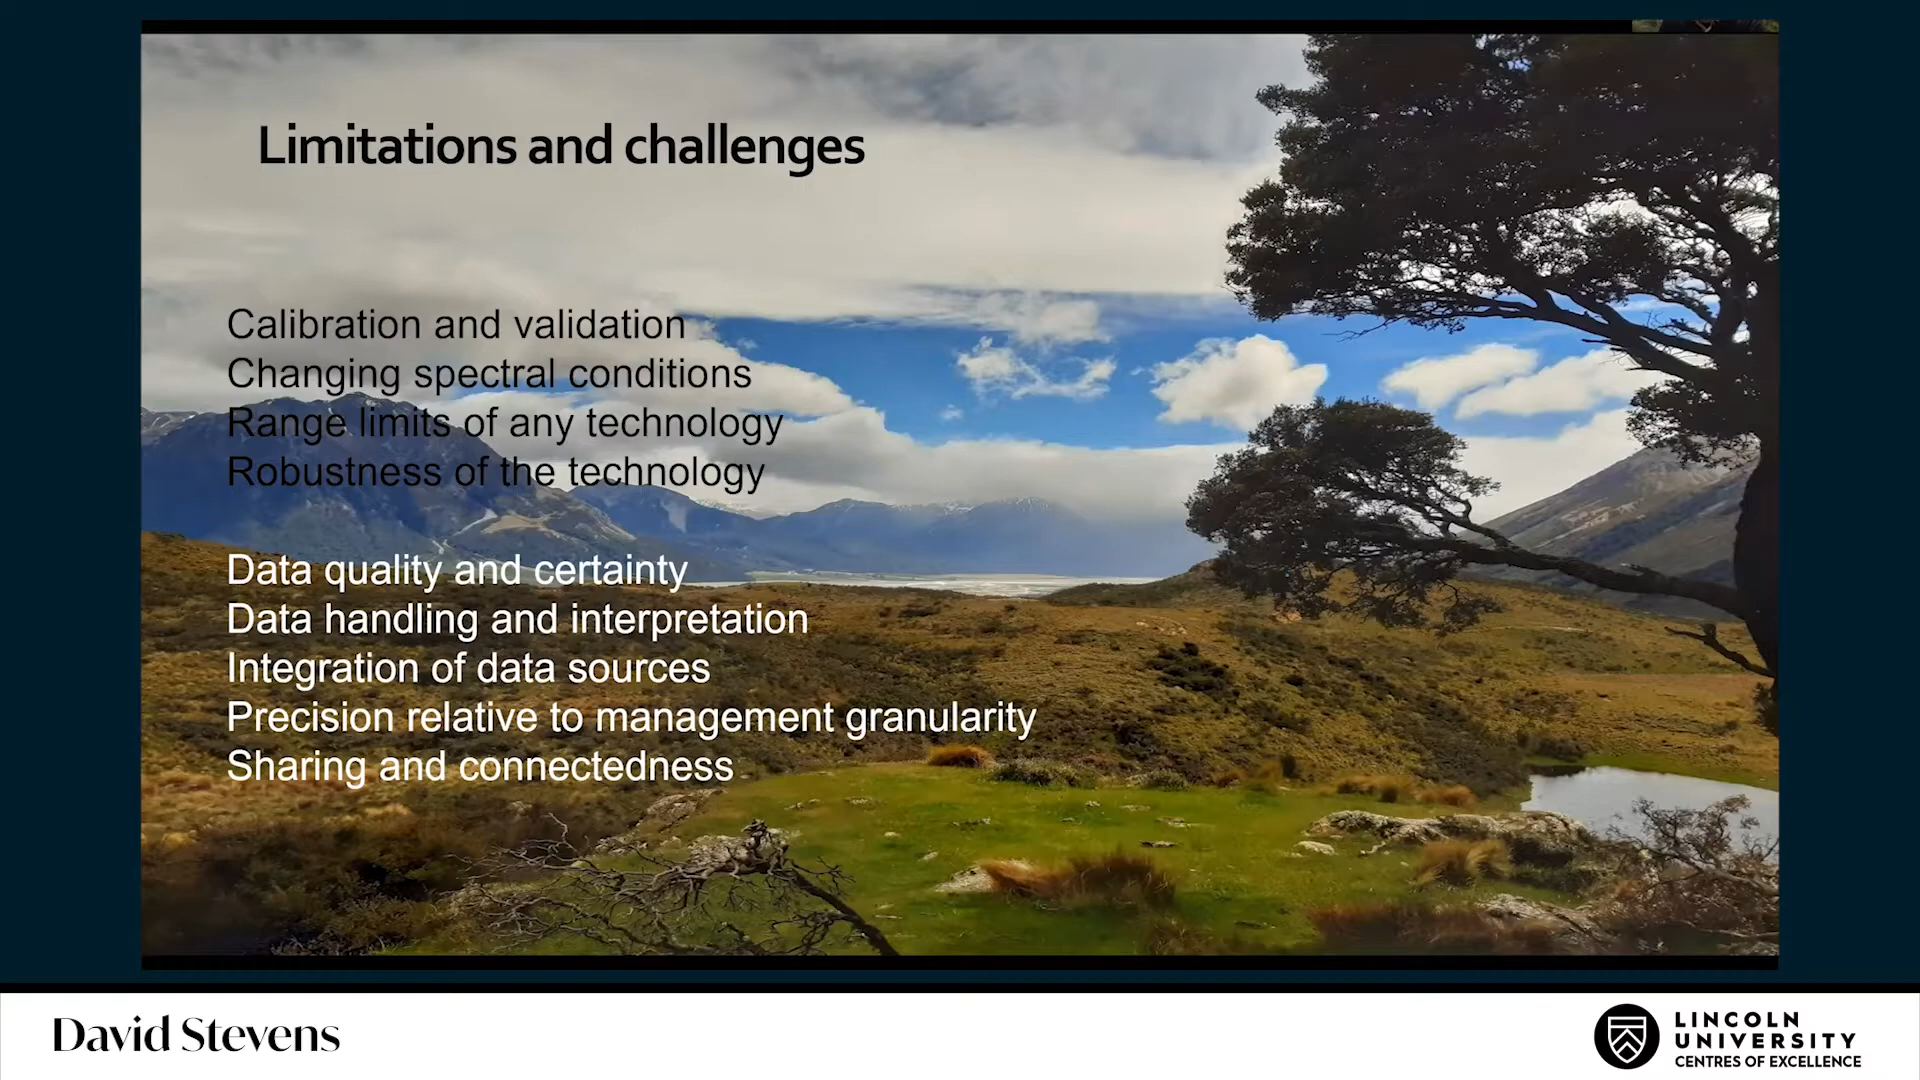 Limitations and challenges
Calibration and validation
Changing spectral conditions
Range limits of any technology
Robustness of the technology
Data quality and certainty
Data handling and interpretation
Integration of data sources
Precision relative to management granularity
Sharing and connectedness
David Stevens
LINCOLN
UNIVERSITY
CENTRES OF EXCELLENCE